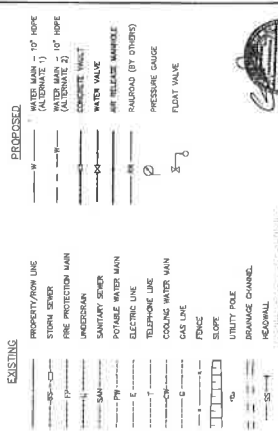 EXISTING
PROPERTY/ROW LINE
SS STORM SEWER
FP FIRE PROTECTION MAIN
UNDERDRAIN
SAN SANITARY SEWER
PW POTABLE WATER MAIN
E ELECTRIC LINE
T TELEPHONE LINE
CW COOLING WATER MAIN
G GAS LINE
FENCE
SLOPE
UTILITY POLE
DRAINAGE CHANNEL
SS HEADWALL
PROPOSED
W WATER MAIN - 10" HDPE
(ALTERNATE 1)
W WATER MAIN - 10" HDPE
(ALTERNATE 2)
CONCRETE VAULT
WATER VALVE
AIR RELEASE MANHOLE
RR RAILROAD (BY OTHERS)
PRESSURE GAUGE
FLOAT VALVE